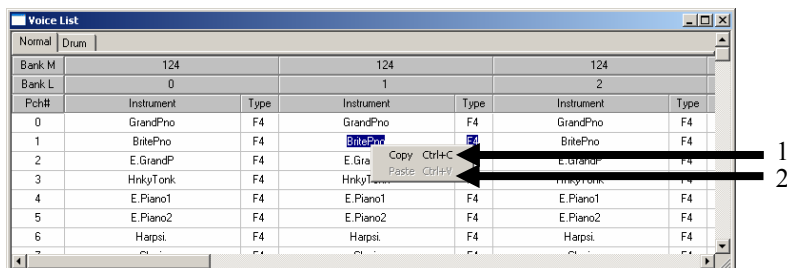 Voice List
Normal Drum
Bank M 124 124 124
Bank L 0 1 2
Pch# Instrument Type Instrument Type Instrument Type
0 GrandPno F4 GrandPno F4 GrandPno F4
1 BritePno F4 BritePno F4 BritePno F4
Copy Ctrl+C 1
2 E.GrandP F4 E.Gra E.GrandP F4
Paste Ctrl+V 2
3 HnkyTonk F4 HnkyTonk F4 HnkyTonk F4
4 E.Piano1 F4 E.Piano1 F4 E.Piano1 F4
5 E.Piano2 F4 E.Piano2 F4 E.Piano2 F4
6 Harpsi. F4 Harpsi. F4 Harpsi. F4